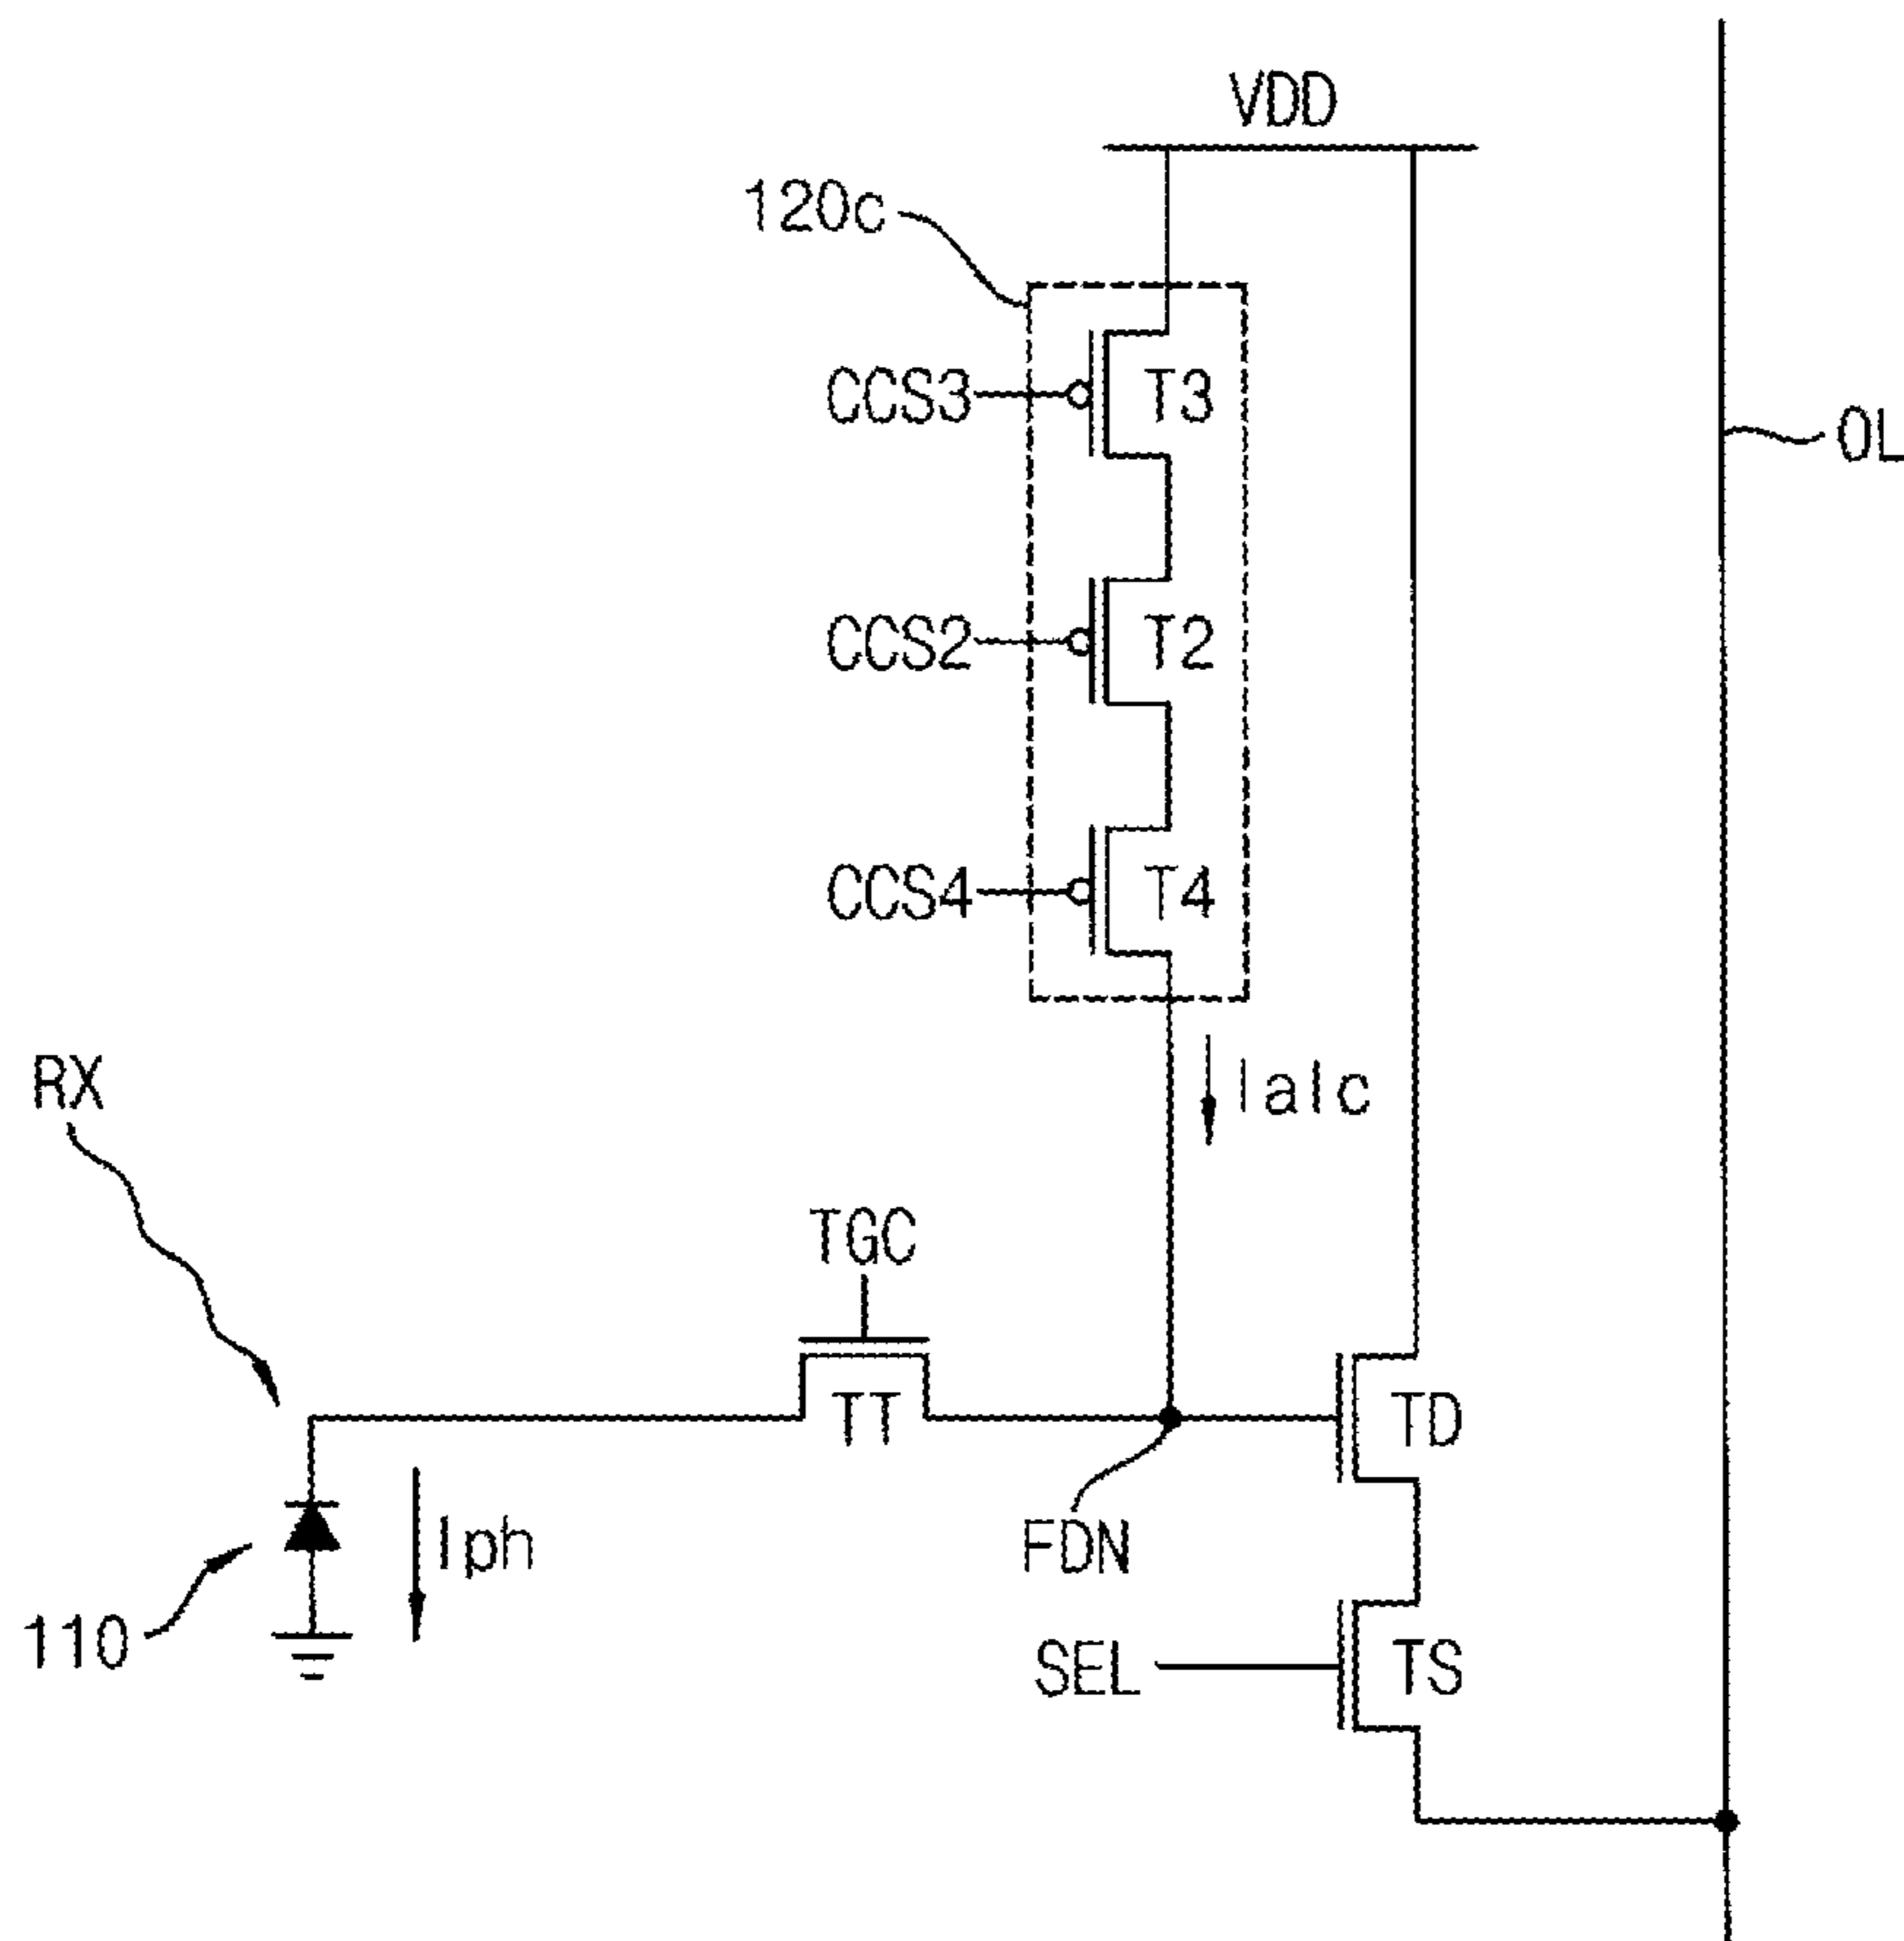 VDD
120c
CCS3
T3
OL
CCS2
T2
CCS4
T4
RX
Ialc
TGC
TT
TD
FDN
Iph
110
SEL
TS